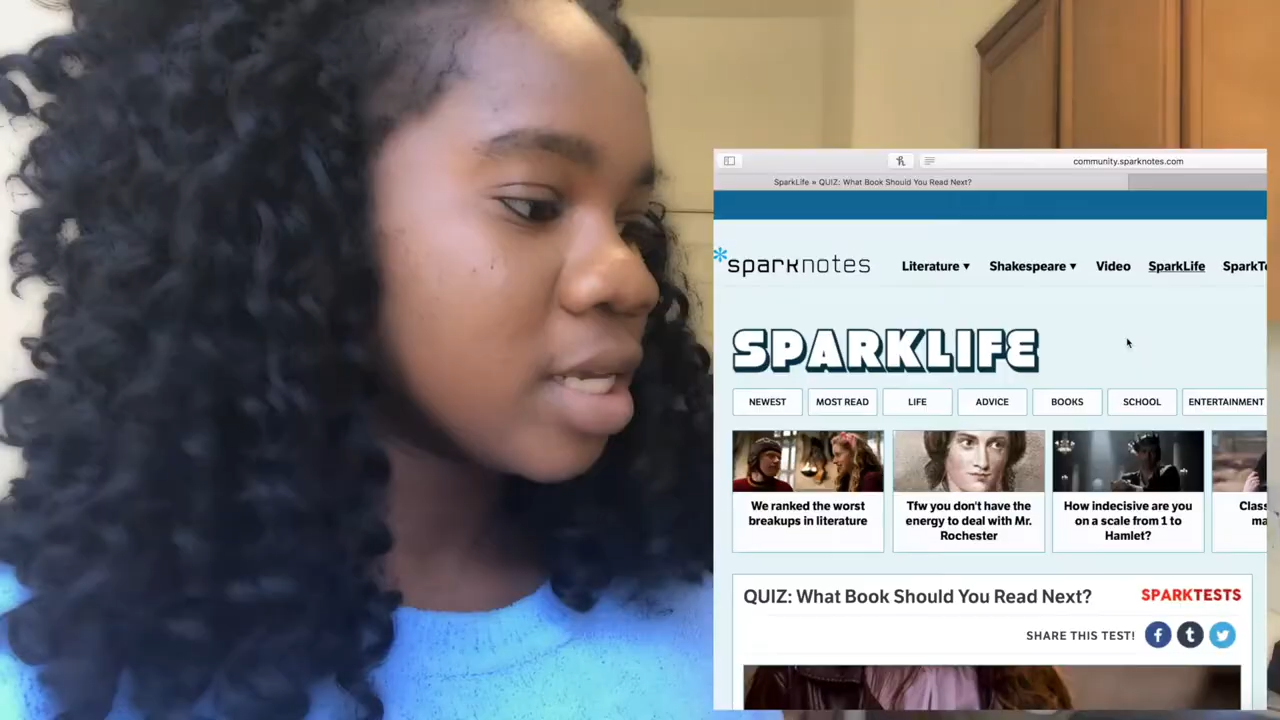 community.sparknotes.com
SparkLife » QUIZ: What Book Should You Read Next?
*sparknotes
Literature ▾ Shakespeare ▾ Video SparkLife SparkTe
SPARKLIFE
NEWEST MOST READ LIFE ADVICE BOOKS SCHOOL ENTERTAINMENT
We ranked the worst
breakups in literature
Tfw you don't have the
energy to deal with Mr.
Rochester
How indecisive are you
on a scale from 1 to
Hamlet?
Class
ma
QUIZ: What Book Should You Read Next?
SPARKTESTS
SHARE THIS TEST!